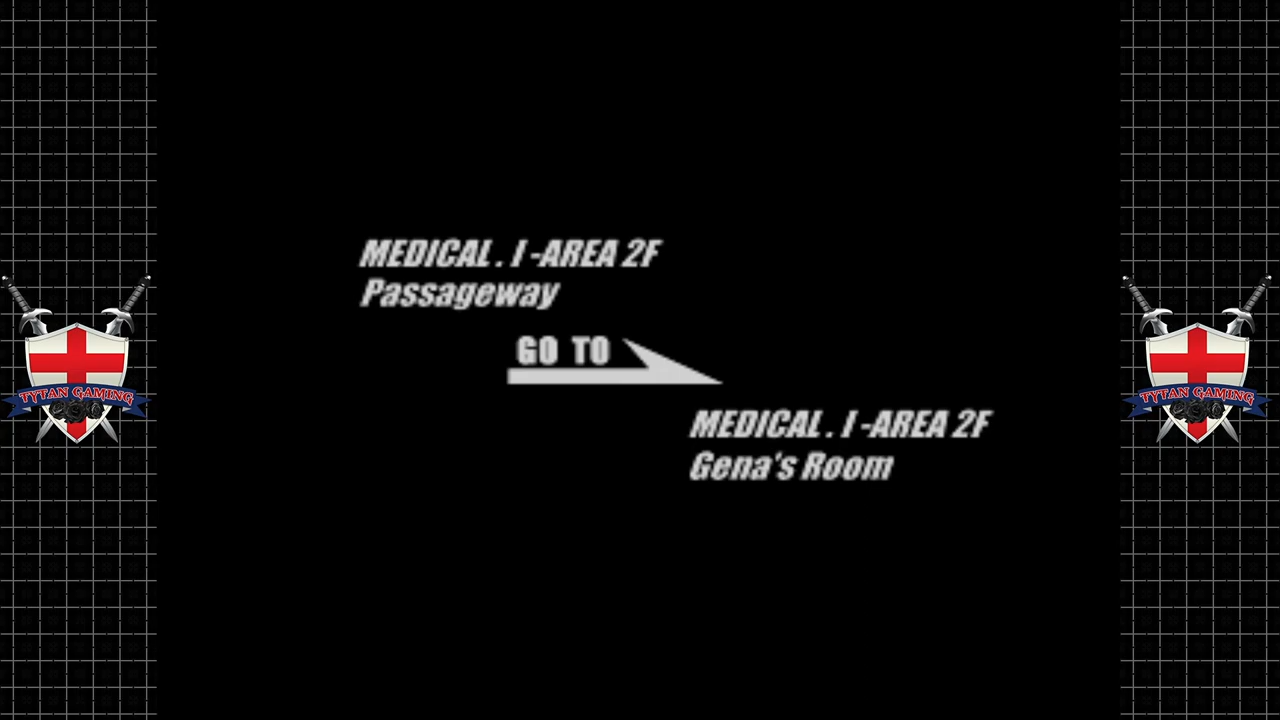 MEDICAL . I -AREA 2F
Passageway
GO TO
MEDICAL . I -AREA 2F
Gena's Room
TYTAN GAMING
TYTAN GAMING